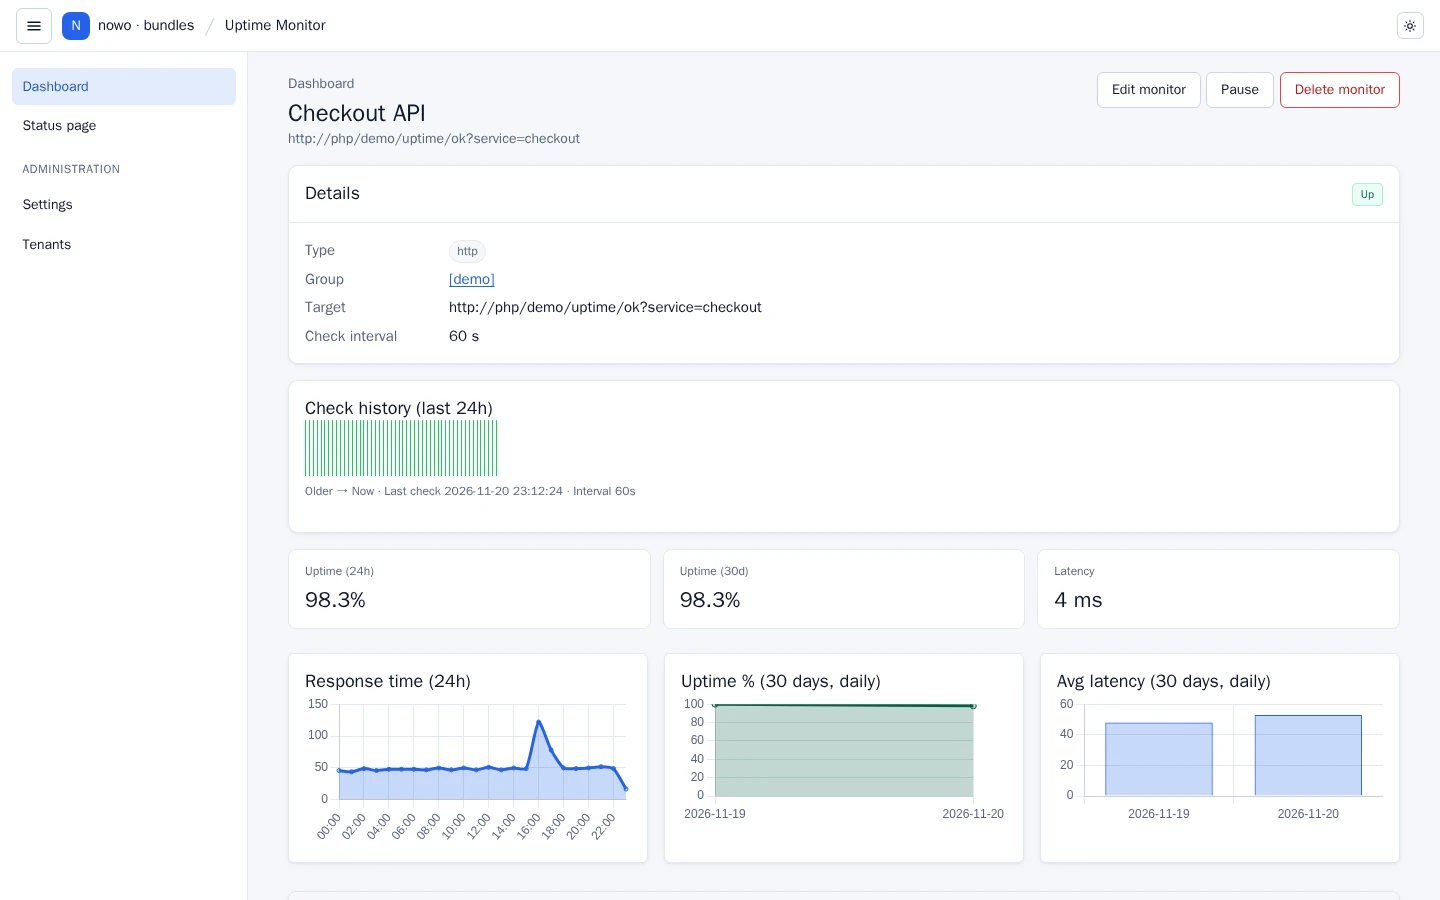 N nowo · bundles / Uptime Monitor
Dashboard
Status page
ADMINISTRATION
Settings
Tenants
Dashboard
Checkout API
http://php/demo/uptime/ok?service=checkout
Edit monitor
Pause
Delete monitor
Details
Up
Type http
Group [demo]
Target http://php/demo/uptime/ok?service=checkout
Check interval 60 s
Check history (last 24h)
Older → Now · Last check 2026-11-20 23:12:24 · Interval 60s
Uptime (24h)
98.3%
Uptime (30d)
98.3%
Latency
4 ms
Response time (24h)
150
100
50
0
00:00 02:00 04:00 06:00 08:00 10:00 12:00 14:00 16:00 18:00 20:00 22:00
Uptime % (30 days, daily)
100
80
60
40
20
0
2026-11-19 2026-11-20
Avg latency (30 days, daily)
60
40
20
0
2026-11-19 2026-11-20